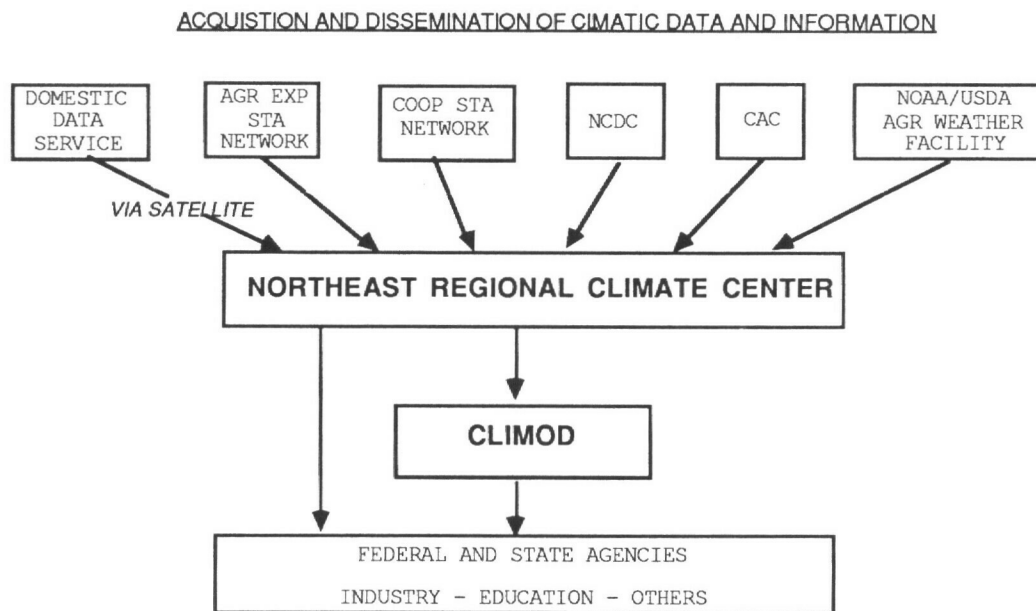 ACQUISTION AND DISSEMINATION OF CIMATIC DATA AND INFORMATION
DOMESTIC
DATA
SERVICE
AGR EXP
STA
NETWORK
COOP STA
NETWORK
NCDC
CAC
NOAA/USDA
AGR WEATHER
FACILITY
VIA SATELLITE
NORTHEAST REGIONAL CLIMATE CENTER
CLIMOD
FEDERAL AND STATE AGENCIES
INDUSTRY - EDUCATION - OTHERS